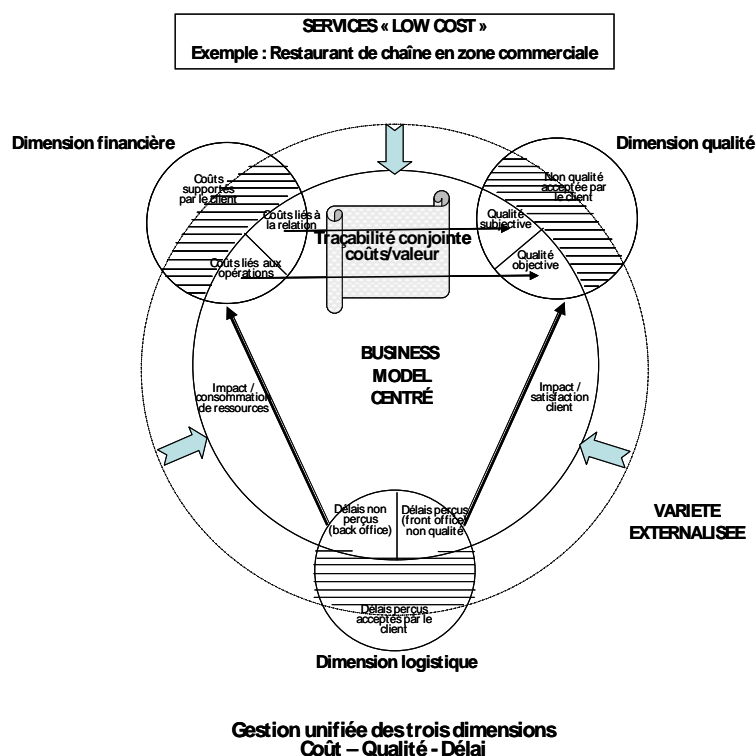 SERVICES « LOW COST »
Exemple : Restaurant de chaîne en zone commerciale
Dimension financière
Dimension qualité
Coûts
supportés
par le client
Non qualité
acceptée par
le client
Coûts liés à
la relation
Qualité
subjective
Traçabilité conjointe
coûts/valeur
Coûts liés aux
opérations
Qualité
objective
BUSINESS
MODEL
CENTRÉ
Impact /
consommation
de ressources
Impact /
satisfaction
client
Délais non
perçus
(back office)
Délais perçus
(front office)
non qualité
VARIETE
EXTERNALISEE
Délais perçus
acceptés par le
client
Dimension logistique
Gestion unifiée des trois dimensions
Coût – Qualité - Délai